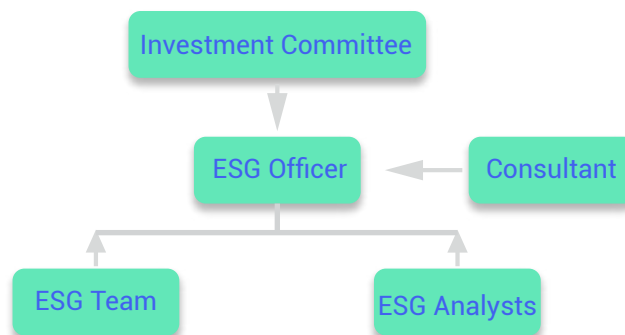 Investment Committee
ESG Officer
Consultant
ESG Team
ESG Analysts